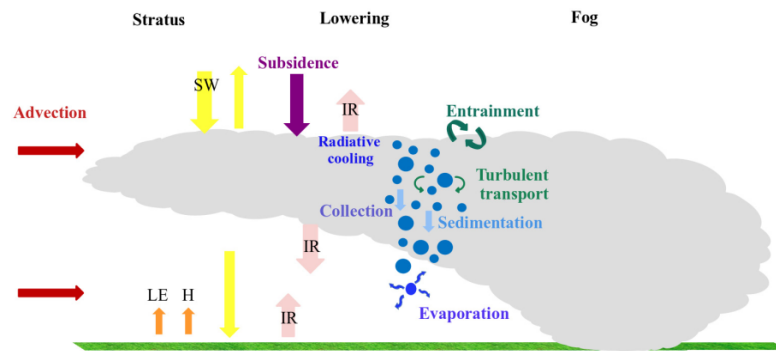 Stratus
Lowering
Fog
Subsidence
SW
Advection
IR
Entrainment
Radiative
cooling
Turbulent
transport
Collection
Sedimentation
IR
LE
H
IR
Evaporation